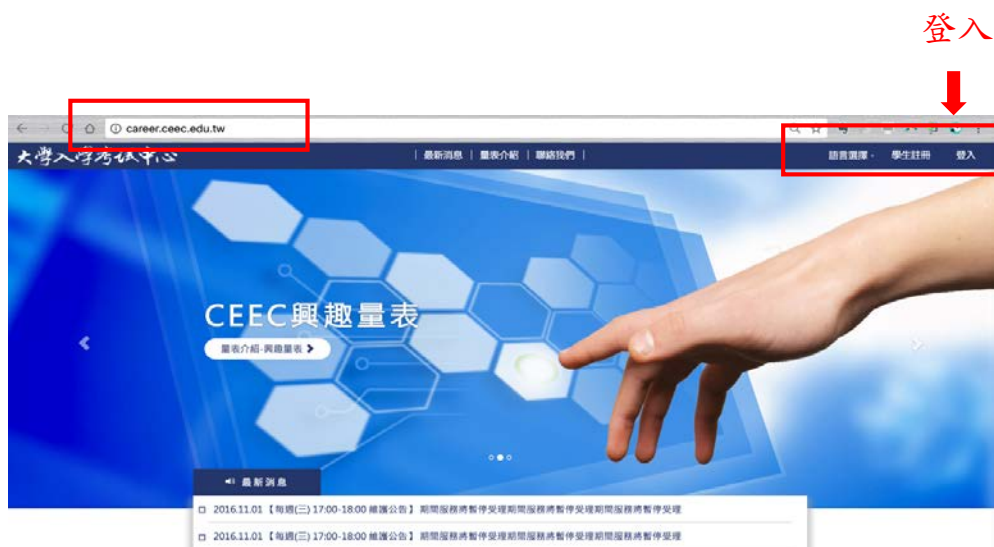 登入
career.ceec.edu.tw
大學入學考試中心
| 最新消息 | 量表介紹 | 聯絡我們 |
語言選擇 學生註冊 登入
CEEC興趣量表
量表介紹-興趣量表
最新消息
2016.11.01【每週(三) 17:00-18:00 維護公告】期間服務將暫停受理期間服務將暫停受理期間服務將暫停受理
2016.11.01【每週(三) 17:00-18:00 維護公告】期間服務將暫停受理期間服務將暫停受理期間服務將暫停受理